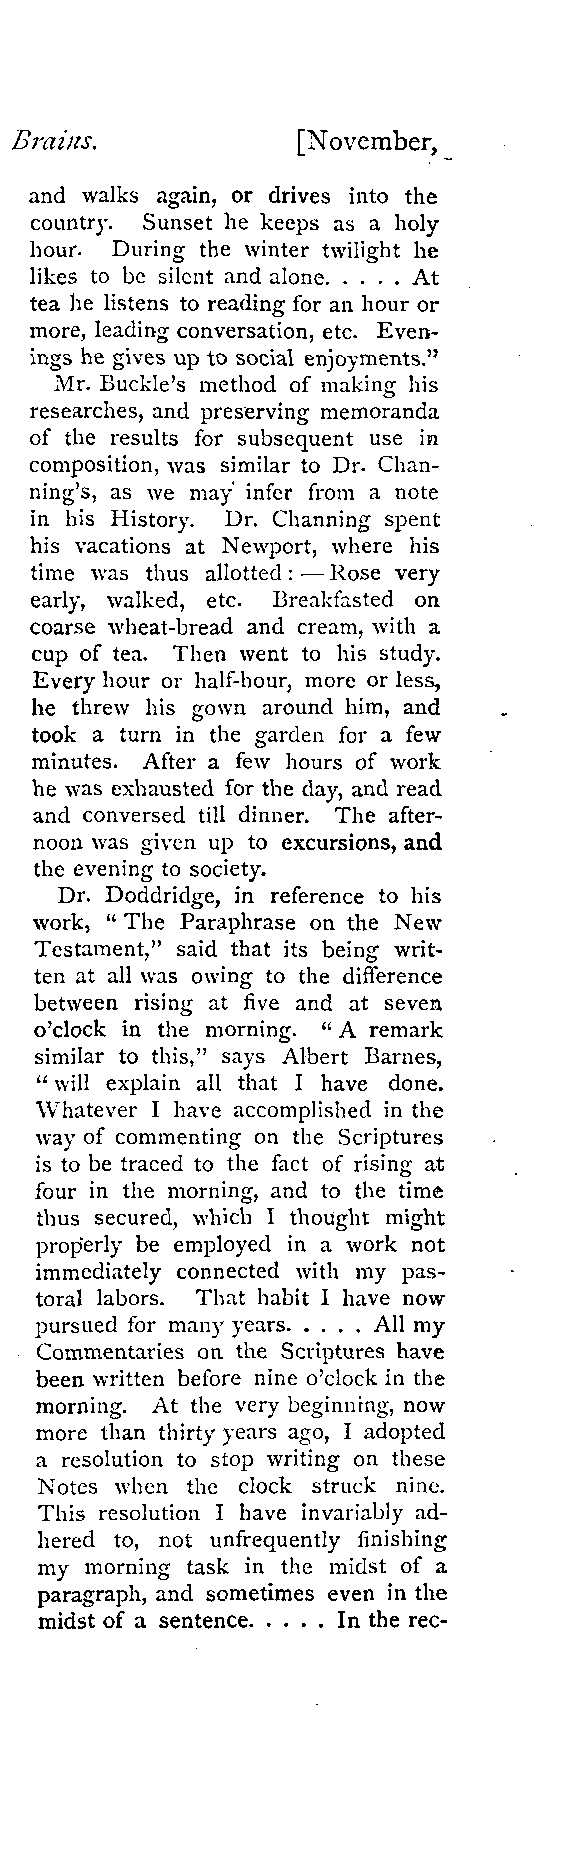 Brains. [November,
and walks again, or drives into the
country. Sunset he keeps as a holy
hour. During the winter twilight he
likes to be silent and alone. . . . . At
tea he listens to reading for an hour or
more, leading conversation, etc. Even-
ings he gives up to social enjoyments."
Mr. Buckle's method of making his
researches, and preserving memoranda
of the results for subsequent use in
composition, was similar to Dr. Chan-
ning's, as we may infer from a note
in his History. Dr. Channing spent
his vacations at Newport, where his
time was thus allotted : — Rose very
early, walked, etc. Breakfasted on
coarse wheat-bread and cream, with a
cup of tea. Then went to his study.
Every hour or half-hour, more or less,
he threw his gown around him, and
took a turn in the garden for a few
minutes. After a few hours of work
he was exhausted for the day, and read
and conversed till dinner. The after-
noon was given up to excursions, and
the evening to society.
Dr. Doddridge, in reference to his
work, " The Paraphrase on the New
Testament," said that its being writ-
ten at all was owing to the difference
between rising at five and at seven
o'clock in the morning. " A remark
similar to this," says Albert Barnes,
" will explain all that I have done.
Whatever I have accomplished in the
way of commenting on the Scriptures
is to be traced to the fact of rising at
four in the morning, and to the time
thus secured, which I thought might
properly be employed in a work not
immediately connected with my pas-
toral labors. That habit I have now
pursued for many years. . . . . All my
Commentaries on the Scriptures have
been written before nine o'clock in the
morning. At the very beginning, now
more than thirty years ago, I adopted
a resolution to stop writing on these
Notes when the clock struck nine.
This resolution I have invariably ad-
hered to, not unfrequently finishing
my morning task in the midst of a
paragraph, and sometimes even in the
midst of a sentence. . . . . In the rec-